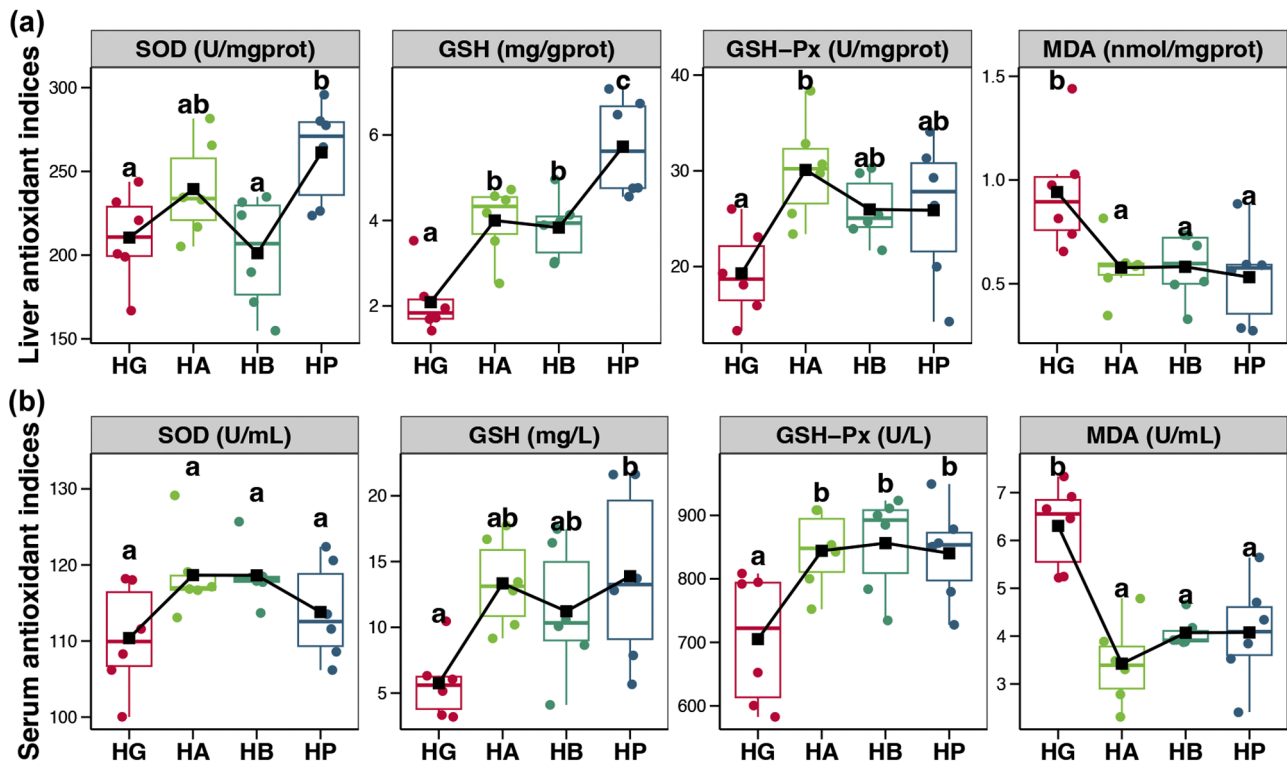 (a)
Liver antioxidant indices
SOD (U/mgprot)
300
250
200
150
a
ab
a
b
HG HA HB HP
GSH (mg/gprot)
6
4
2
a
b
b
c
HG HA HB HP
GSH–Px (U/mgprot)
40
30
20
a
b
ab
ab
HG HA HB HP
MDA (nmol/mgprot)
1.5
1.0
0.5
b
a
a
a
HG HA HB HP
(b)
Serum antioxidant indices
SOD (U/mL)
130
120
110
100
a
a
a
a
HG HA HB HP
GSH (mg/L)
20
15
10
5
a
ab
ab
b
HG HA HB HP
GSH–Px (U/L)
900
800
700
600
a
b
b
b
HG HA HB HP
MDA (U/mL)
7
6
5
4
3
b
a
a
a
HG HA HB HP